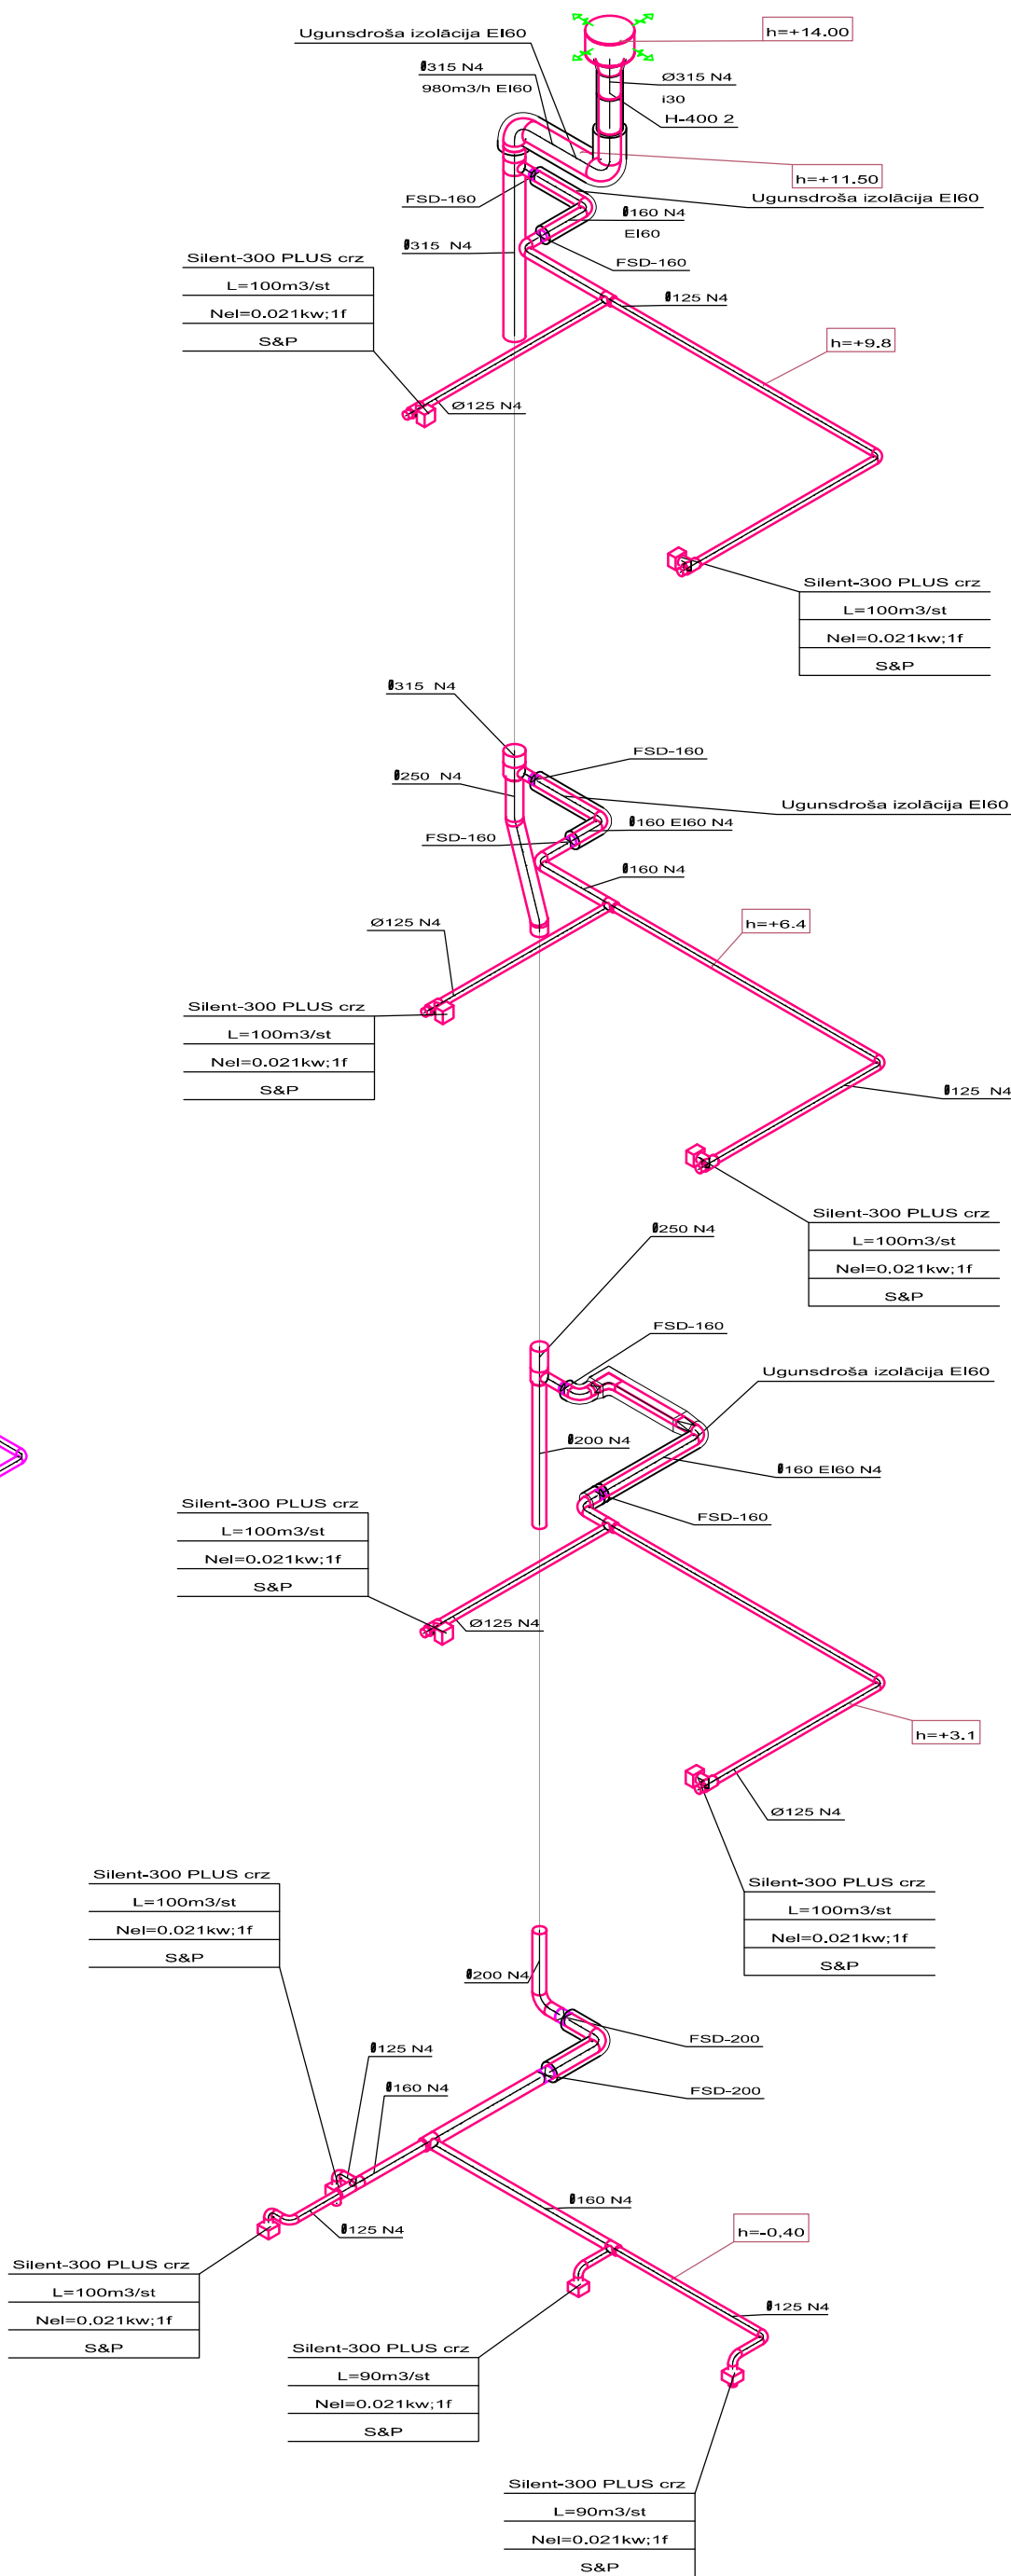 Ugunsdroša izolācija EI60
h=+14.00
Ø315 N4
980m3/h EI60
Ø315 N4
i30
H-400 2
h=+11.50
FSD-160
Ugunsdroša izolācija EI60
Ø160 N4
EI60
Ø315 N4
FSD-160
Silent-300 PLUS crz
L=100m3/st
Nel=0.021kw;1f
S&P
Ø125 N4
h=+9.8
Ø125 N4
Silent-300 PLUS crz
L=100m3/st
Nel=0.021kw;1f
S&P
Ø315 N4
FSD-160
Ø250 N4
Ugunsdroša izolācija EI60
FSD-160
Ø160 EI60 N4
Ø160 N4
Ø125 N4
h=+6.4
Silent-300 PLUS crz
L=100m3/st
Nel=0.021kw;1f
S&P
Ø125 N4
Silent-300 PLUS crz
L=100m3/st
Nel=0.021kw;1f
S&P
Ø250 N4
FSD-160
Ugunsdroša izolācija EI60
Ø200 N4
Ø160 EI60 N4
FSD-160
Silent-300 PLUS crz
L=100m3/st
Nel=0.021kw;1f
S&P
Ø125 N4
h=+3.1
Ø125 N4
Silent-300 PLUS crz
L=100m3/st
Nel=0.021kw;1f
S&P
Silent-300 PLUS crz
L=100m3/st
Nel=0.021kw;1f
S&P
Ø200 N4
FSD-200
Ø125 N4
Ø160 N4
FSD-200
Ø160 N4
Ø125 N4
h=-0,40
Silent-300 PLUS crz
L=100m3/st
Nel=0.021kw;1f
S&P
Ø125 N4
Silent-300 PLUS crz
L=90m3/st
Nel=0.021kw;1f
S&P
Silent-300 PLUS crz
L=90m3/st
Nel=0.021kw;1f
S&P